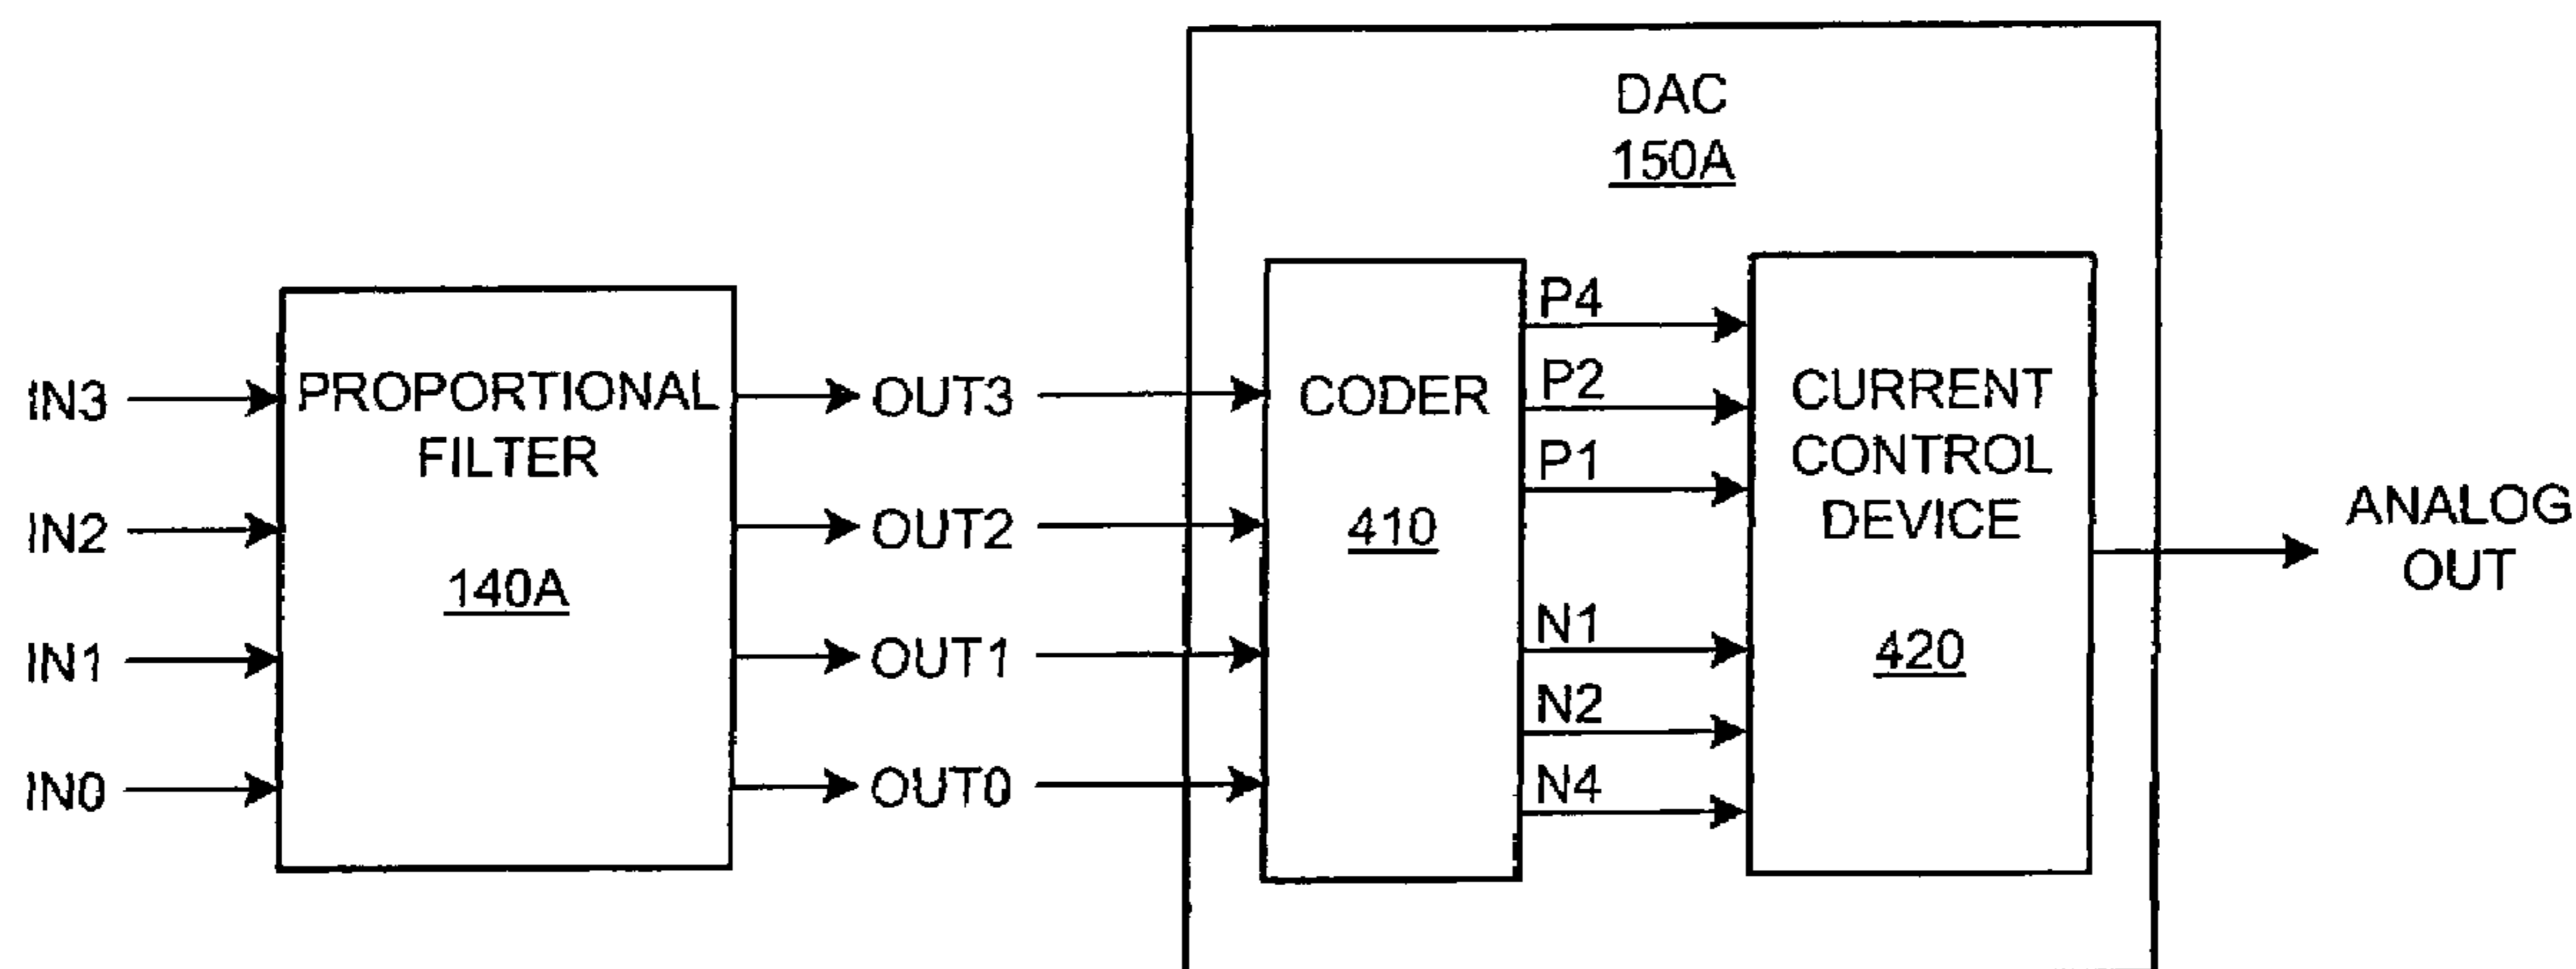 IN3
IN2
IN1
IN0
PROPORTIONAL
FILTER
140A
OUT3
OUT2
OUT1
OUT0
DAC
150A
CODER
410
P4
P2
P1
N1
N2
N4
CURRENT
CONTROL
DEVICE
420
ANALOG
OUT